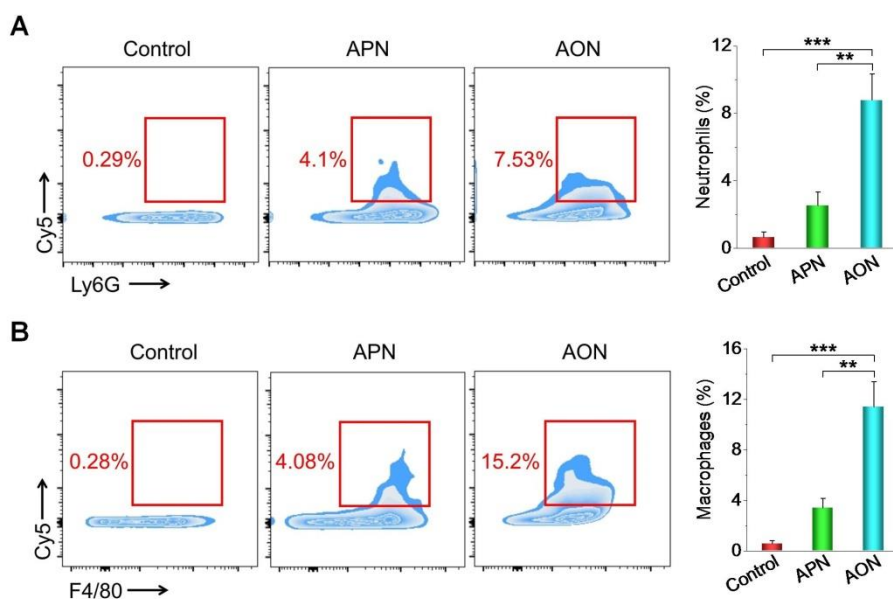 A
Control
APN
AON
0.29%
4.1%
7.53%
Cy5
Ly6G
Neutrophils (%)
12
8
4
0
***
**
Control
APN
AON
B
Control
APN
AON
0.28%
4.08%
15.2%
Cy5
F4/80
Macrophages (%)
16
12
8
4
0
***
**
Control
APN
AON